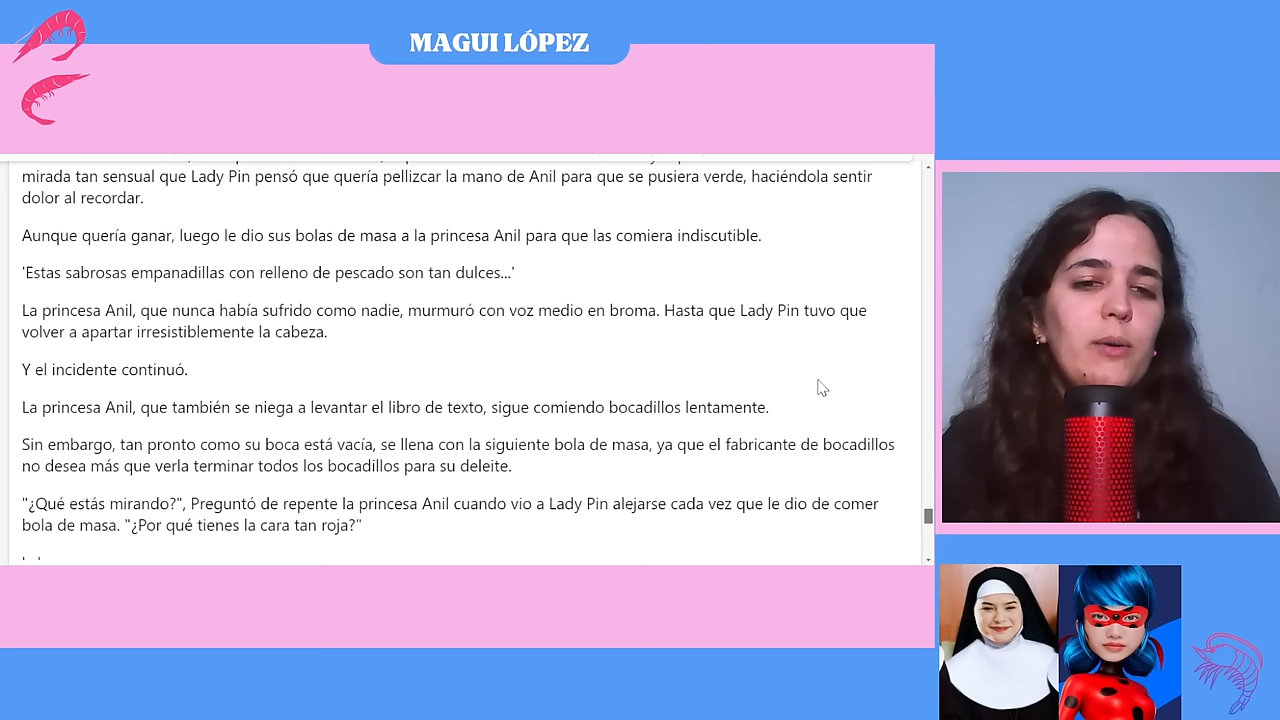 MAGUI LÓPEZ
mirada tan sensual que Lady Pin pensó que quería pellizcar la mano de Anil para que se pusiera verde, haciéndola sentir
dolor al recordar.
Aunque quería ganar, luego le dio sus bolas de masa a la princesa Anil para que las comiera indiscutible.
'Estas sabrosas empanadillas con relleno de pescado son tan dulces...'
La princesa Anil, que nunca había sufrido como nadie, murmuró con voz medio en broma. Hasta que Lady Pin tuvo que
volver a apartar irresistiblemente la cabeza.
Y el incidente continuó.
La princesa Anil, que también se niega a levantar el libro de texto, sigue comiendo bocadillos lentamente.
Sin embargo, tan pronto como su boca está vacía, se llena con la siguiente bola de masa, ya que el fabricante de bocadillos
no desea más que verla terminar todos los bocadillos para su deleite.
"¿Qué estás mirando?", Preguntó de repente la princesa Anil cuando vio a Lady Pin alejarse cada vez que le dio de comer
bola de masa. "¿Por qué tienes la cara tan roja?"